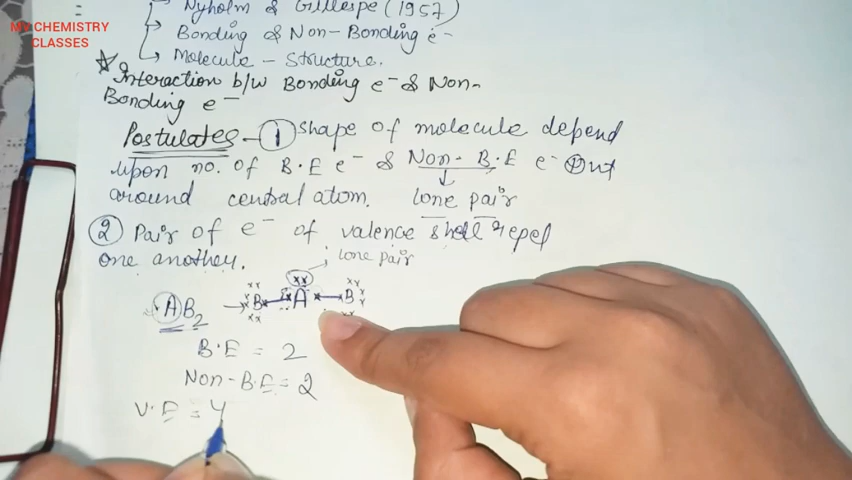 MY CHEMISTRY
CLASSES
Nyholm & Gillespe (1957)
Bonding & Non-Bonding e-
Molecule - Structure.
Interaction b/w Bonding e- & Non-
Bonding e-
Postulates - ① shape of molecule depend
upon no. of B.E e- & Non-B.E e-
around central atom. lone pair
② Pair of e- of valence shell repel
one another. lone pair
AB2 → B A B
B.E = 2
Non-B.E = 2
V.E = 4